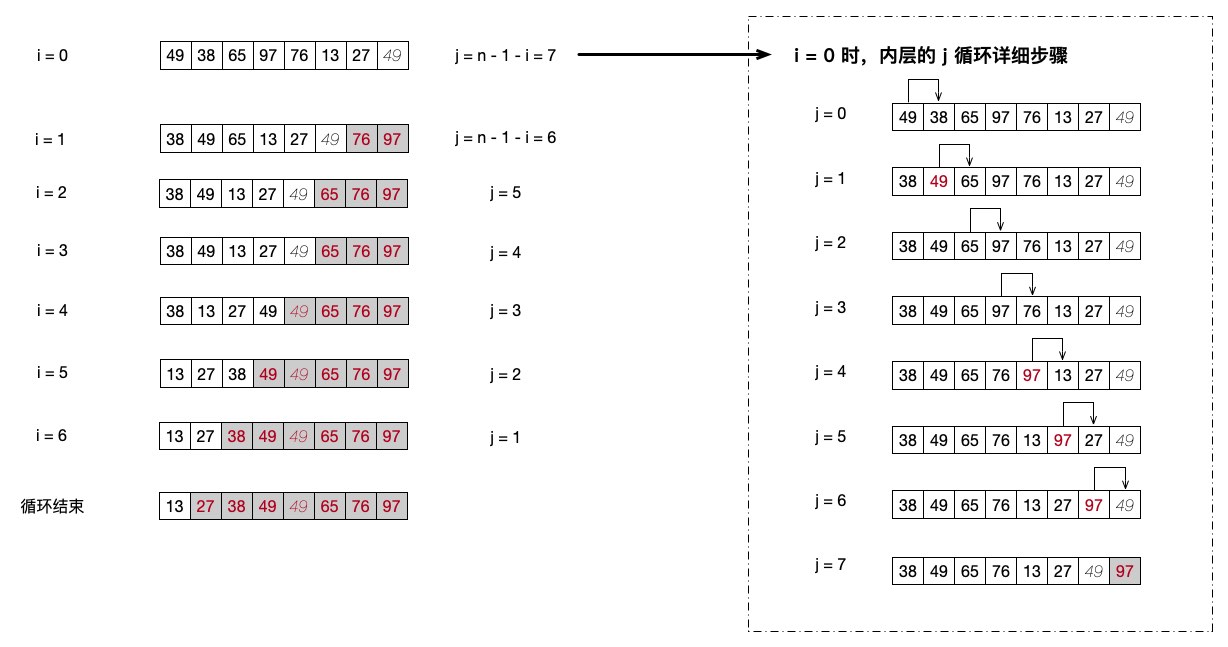 i = 0 49 38 65 97 76 13 27 49 j = n - 1 - i = 7
i = 1 38 49 65 13 27 49 76 97 j = n - 1 - i = 6
i = 2 38 49 13 27 49 65 76 97 j = 5
i = 3 38 49 13 27 49 65 76 97 j = 4
i = 4 38 13 27 49 49 65 76 97 j = 3
i = 5 13 27 38 49 49 65 76 97 j = 2
i = 6 13 27 38 49 49 65 76 97 j = 1
循环结束 13 27 38 49 49 65 76 97
i = 0 时，内层的 j 循环详细步骤
j = 0 49 38 65 97 76 13 27 49
j = 1 38 49 65 97 76 13 27 49
j = 2 38 49 65 97 76 13 27 49
j = 3 38 49 65 97 76 13 27 49
j = 4 38 49 65 76 97 13 27 49
j = 5 38 49 65 76 13 97 27 49
j = 6 38 49 65 76 13 27 97 49
j = 7 38 49 65 76 13 27 49 97